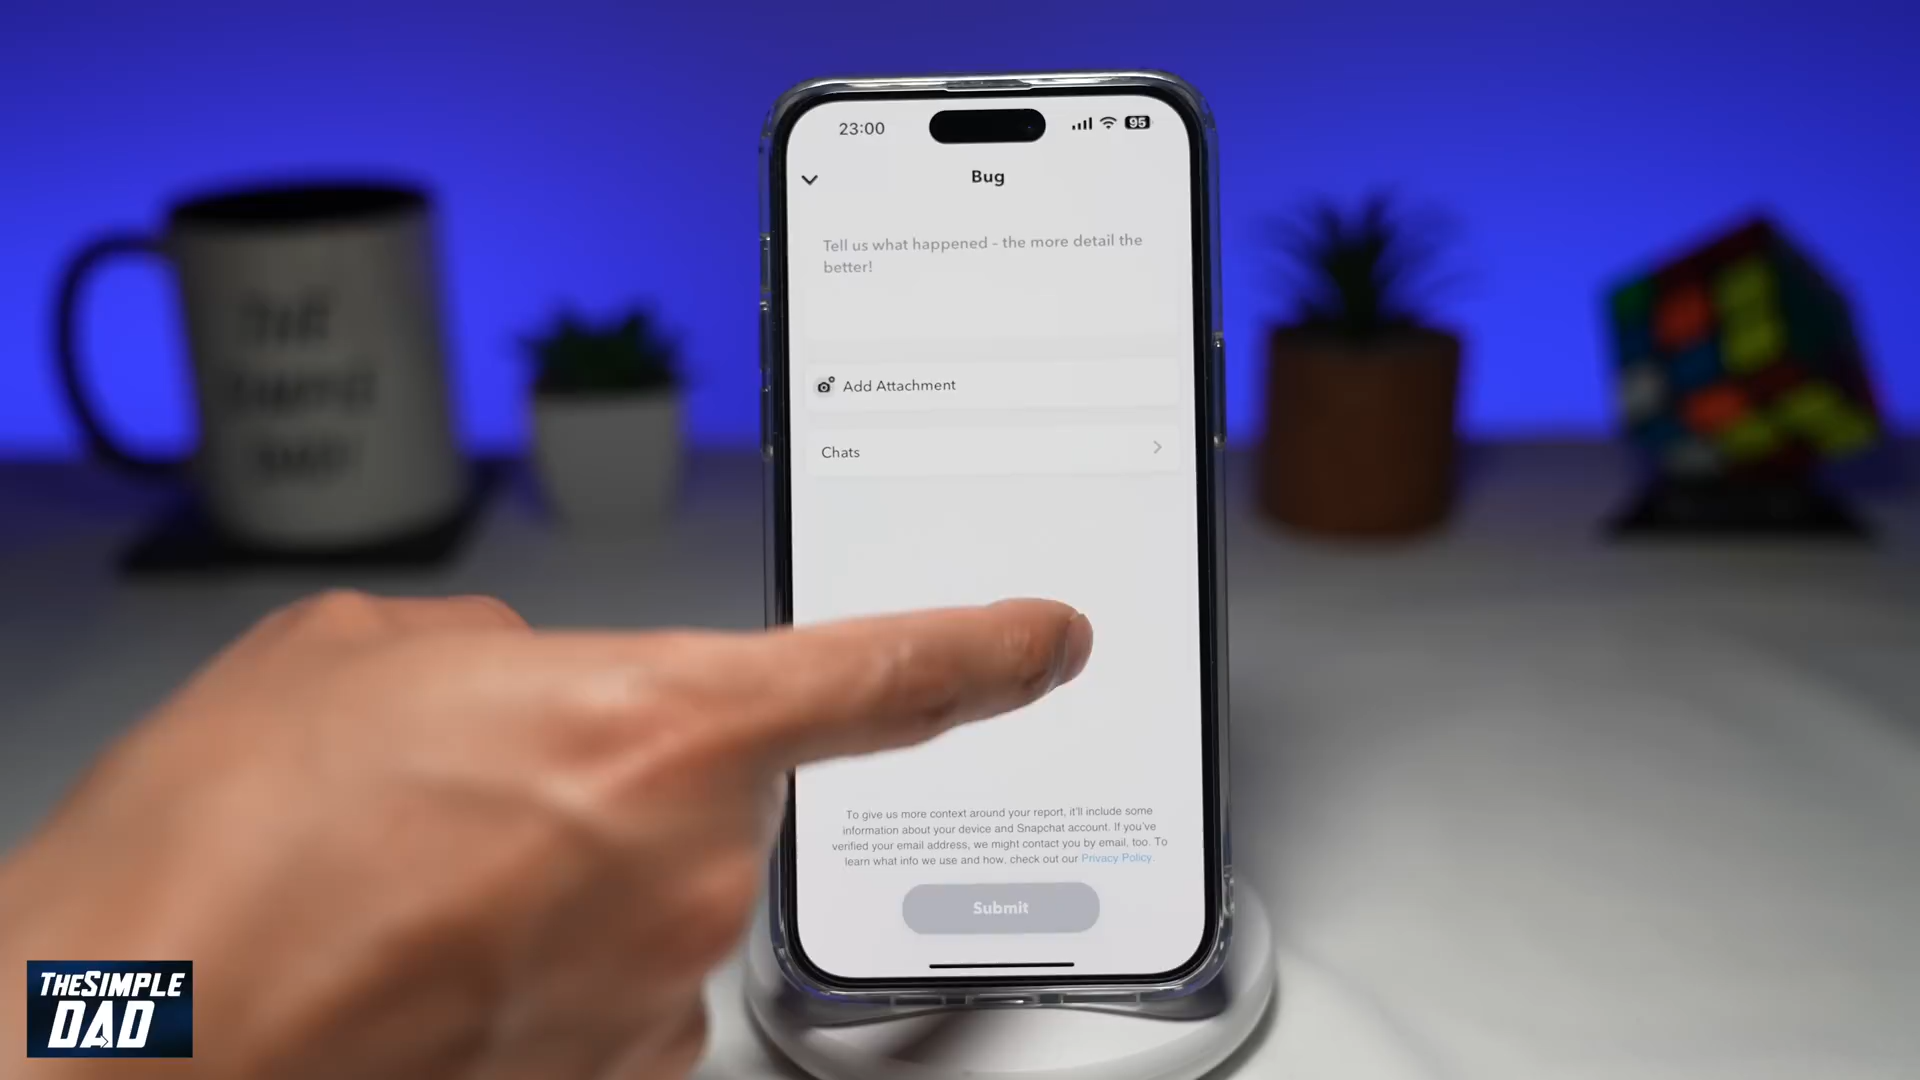 23:00
95
Bug
Tell us what happened - the more detail the
better!
Add Attachment
Chats
To give us more context around your report, it'll include some
information about your device and Snapchat account. If you've
verified your email address, we might contact you by email, too. To
learn what info we use and how, check out our Privacy Policy.
Submit
THE
SIMPLE
DAD
THESIMPLE
DAD